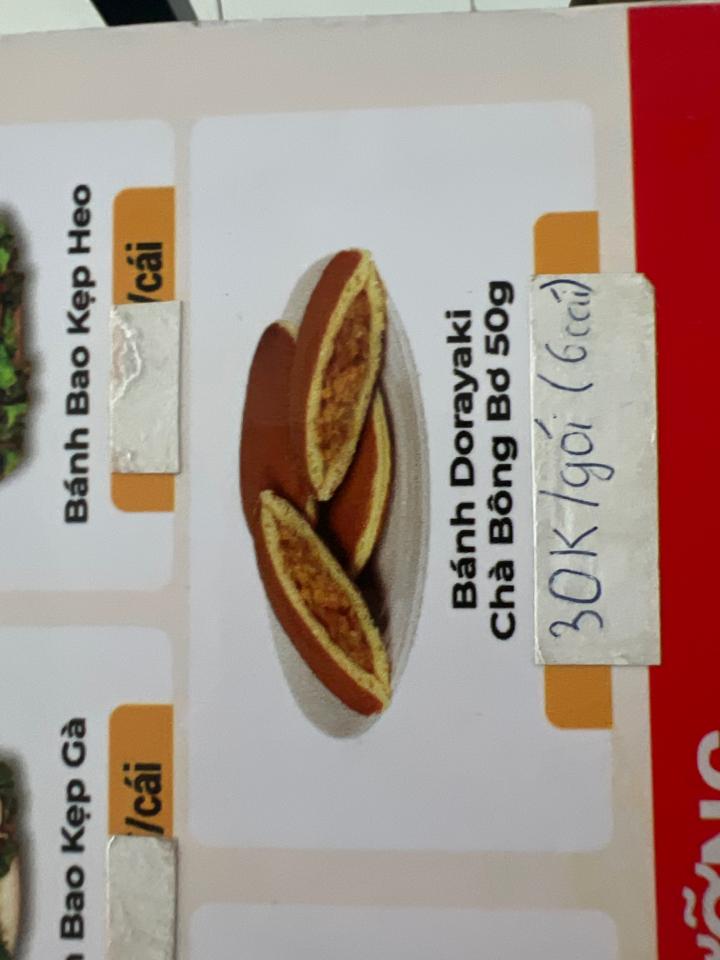 Bánh Bao Kẹp Gà
/cái
Bánh Bao Kẹp Heo
/cái
Bánh Dorayaki
Chà Bông Bơ 50g
30K/gói (6 cái)